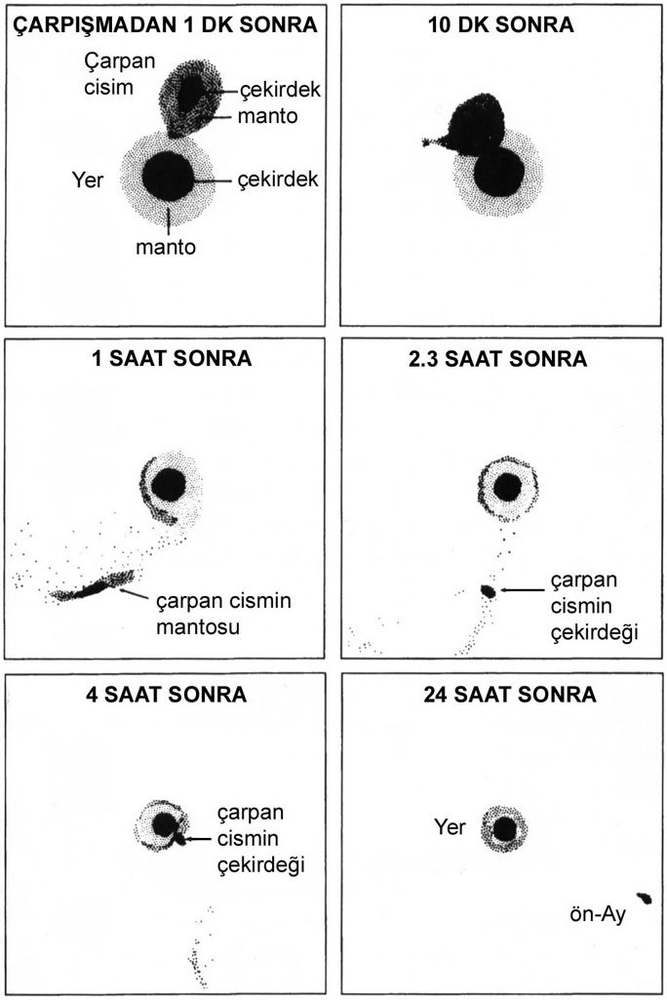 ÇARPIŞMADAN 1 DK SONRA
Çarpan
cisim
çekirdek
manto
Yer
çekirdek
manto
10 DK SONRA
1 SAAT SONRA
çarpan cismin
mantosu
2.3 SAAT SONRA
çarpan
cismin
çekirdeği
4 SAAT SONRA
çarpan
cismin
çekirdeği
24 SAAT SONRA
Yer
ön-Ay